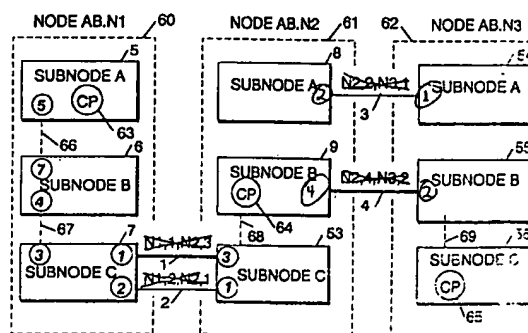 NODE AB.N1
60
NODE AB.N2
61
62
NODE AB.N3
5
SUBNODE A
5
CP
63
66
6
7
SUBNODE B
4
67
7
3
SUBNODE C
1
2
N1,1,N2,3
1
N1,2,N2,1
2
8
SUBNODE A
2
N2,2,N3,1
3
9
SUBNODE B
CP
4
64
N2,4,N3,2
4
68
53
3
SUBNODE C
1
54
SUBNODE A
1
55
SUBNODE B
2
69
SUBNODE C
CP
65